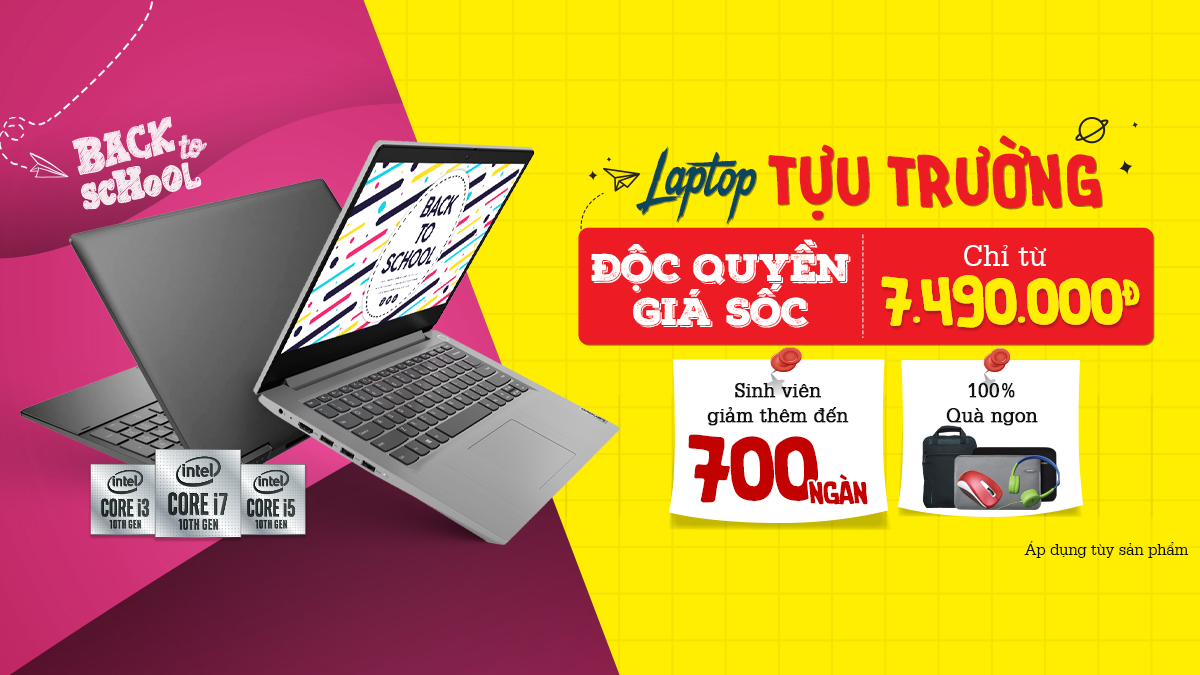 BACK to
SCHOOL
BACK
TO
SCHOOL
intel
CORE i3
10TH GEN
intel
CORE i7
10TH GEN
intel
CORE i5
10TH GEN
Laptop TỰU TRƯỜNG
ĐỘC QUYỀN
GIÁ SỐC
Chỉ từ
7.490.000Đ
Sinh viên
giảm thêm đến
700 NGÀN
100%
Quà ngon
Áp dụng tùy sản phẩm